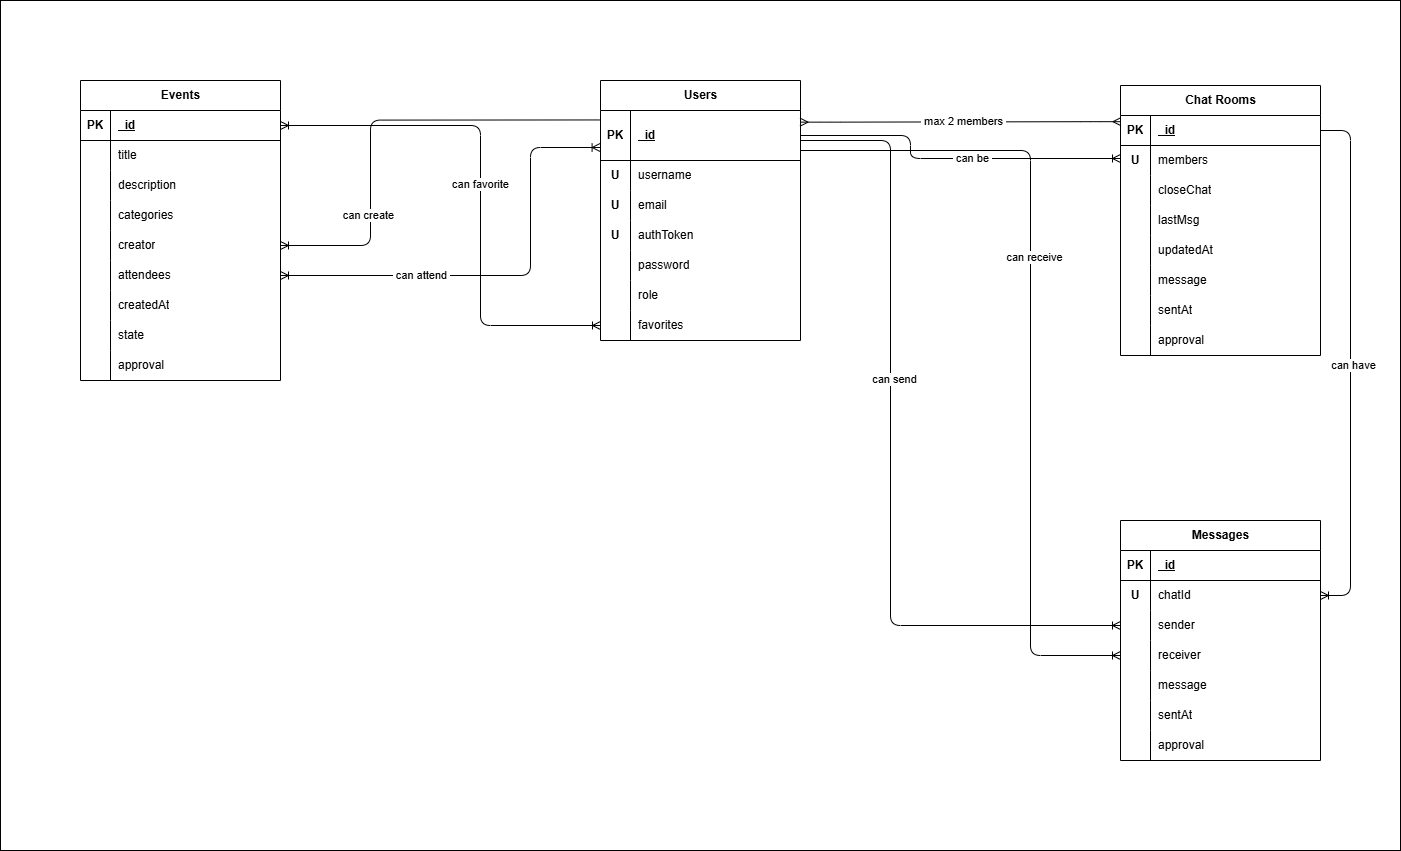 Events
PK _id
title
description
categories
creator
attendees
createdAt
state
approval
can create
can favorite
can attend
Users
PK _id
U username
U email
U authToken
password
role
favorites
max 2 members
can be
can receive
can send
Chat Rooms
PK _id
U members
closeChat
lastMsg
updatedAt
message
sentAt
approval
can have
Messages
PK _id
U chatId
sender
receiver
message
sentAt
approval